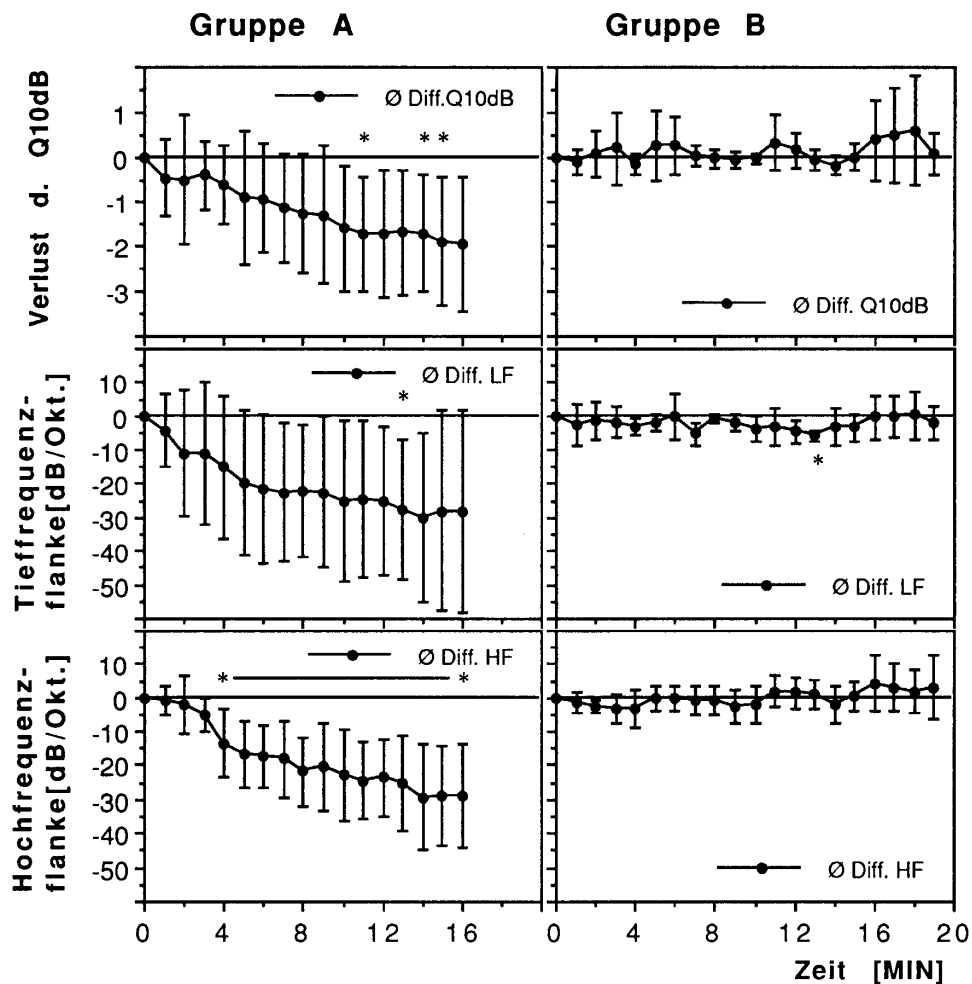 Gruppe A
Gruppe B
Verlust d. Q10dB
1
0
-1
-2
-3
Ø Diff.Q10dB
* * *
Ø Diff. Q10dB
Tieffrequenz-
flanke[dB/Okt.]
10
0
-10
-20
-30
-40
-50
Ø Diff. LF
*
*
Ø Diff. LF
Hochfrequenz-
flanke[dB/Okt.]
10
0
-10
-20
-30
-40
-50
Ø Diff. HF
* *
Ø Diff. HF
0 4 8 12 16 0 4 8 12 16 20
Zeit [MIN]